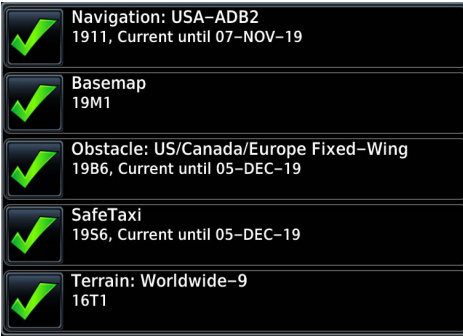 Navigation: USA-ADB2
1911, Current until 07-NOV-19
Basemap
19M1
Obstacle: US/Canada/Europe Fixed-Wing
19B6, Current until 05-DEC-19
SafeTaxi
19S6, Current until 05-DEC-19
Terrain: Worldwide-9
16T1